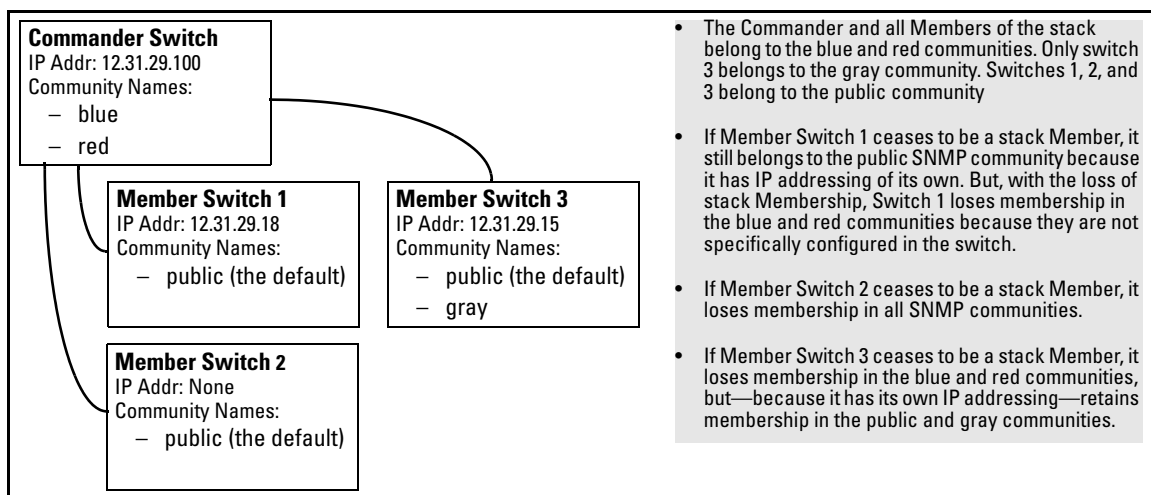 Commander Switch
IP Addr: 12.31.29.100
Community Names:
– blue
– red
Member Switch 1
IP Addr: 12.31.29.18
Community Names:
– public (the default)
Member Switch 3
IP Addr: 12.31.29.15
Community Names:
– public (the default)
– gray
Member Switch 2
IP Addr: None
Community Names:
– public (the default)
• The Commander and all Members of the stack
belong to the blue and red communities. Only switch
3 belongs to the gray community. Switches 1, 2, and
3 belong to the public community
• If Member Switch 1 ceases to be a stack Member, it
still belongs to the public SNMP community because
it has IP addressing of its own. But, with the loss of
stack Membership, Switch 1 loses membership in
the blue and red communities because they are not
specifically configured in the switch.
• If Member Switch 2 ceases to be a stack Member, it
loses membership in all SNMP communities.
• If Member Switch 3 ceases to be a stack Member, it
loses membership in the blue and red communities,
but—because it has its own IP addressing—retains
membership in the public and gray communities.